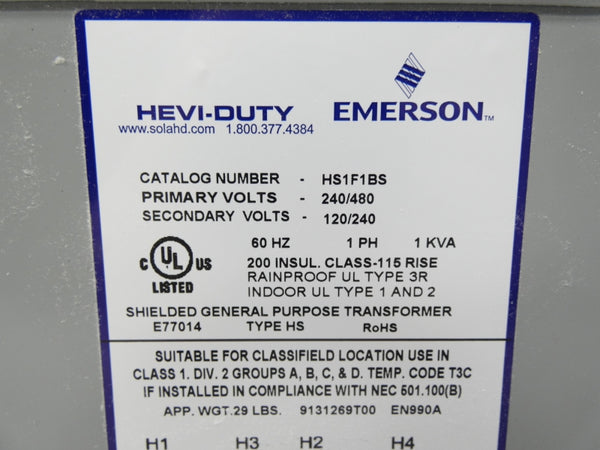 HEVI-DUTY
www.solahd.com 1.800.377.4384
EMERSON™
CATALOG NUMBER - HS1F1BS
PRIMARY VOLTS - 240/480
SECONDARY VOLTS - 120/240
60 HZ 1 PH 1 KVA
C UL US LISTED
200 INSUL. CLASS-115 RISE
RAINPROOF UL TYPE 3R
INDOOR UL TYPE 1 AND 2
SHIELDED GENERAL PURPOSE TRANSFORMER
E77014 TYPE HS RoHS
SUITABLE FOR CLASSIFIELD LOCATION USE IN
CLASS 1. DIV. 2 GROUPS A, B, C, & D. TEMP. CODE T3C
IF INSTALLED IN COMPLIANCE WITH NEC 501.100(B)
APP. WGT.29 LBS. 9131269T00 EN990A
H1 H3 H2 H4